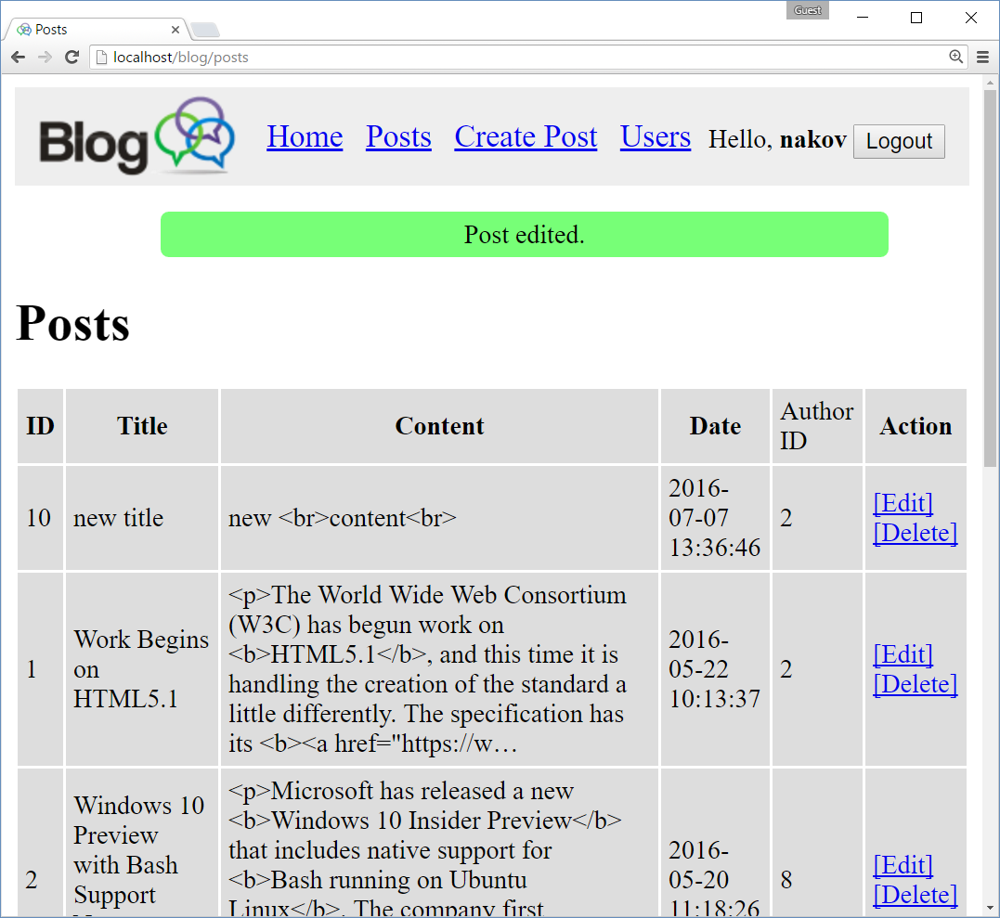 Guest
Posts
localhost/blog/posts
Blog
Home Posts Create Post Users Hello, nakov Logout
Post edited.
Posts
ID Title Content Date Author ID Action
10
new title
new <br>content<br>
2016-
07-07
13:36:46
2
[Edit]
[Delete]
1
Work Begins
on
HTML5.1
<p>The World Wide Web Consortium
(W3C) has begun work on
<b>HTML5.1</b>, and this time it is
handling the creation of the standard a
little differently. The specification has
its <b><a href="https://w…
2016-
05-22
10:13:37
2
[Edit]
[Delete]
2
Windows 10
Preview
with Bash
Support
<p>Microsoft has released a new
<b>Windows 10 Insider Preview</b>
that includes native support for
<b>Bash running on Ubuntu
Linux</b>. The company first
2016-
05-20
11:18:26
8
[Edit]
[Delete]